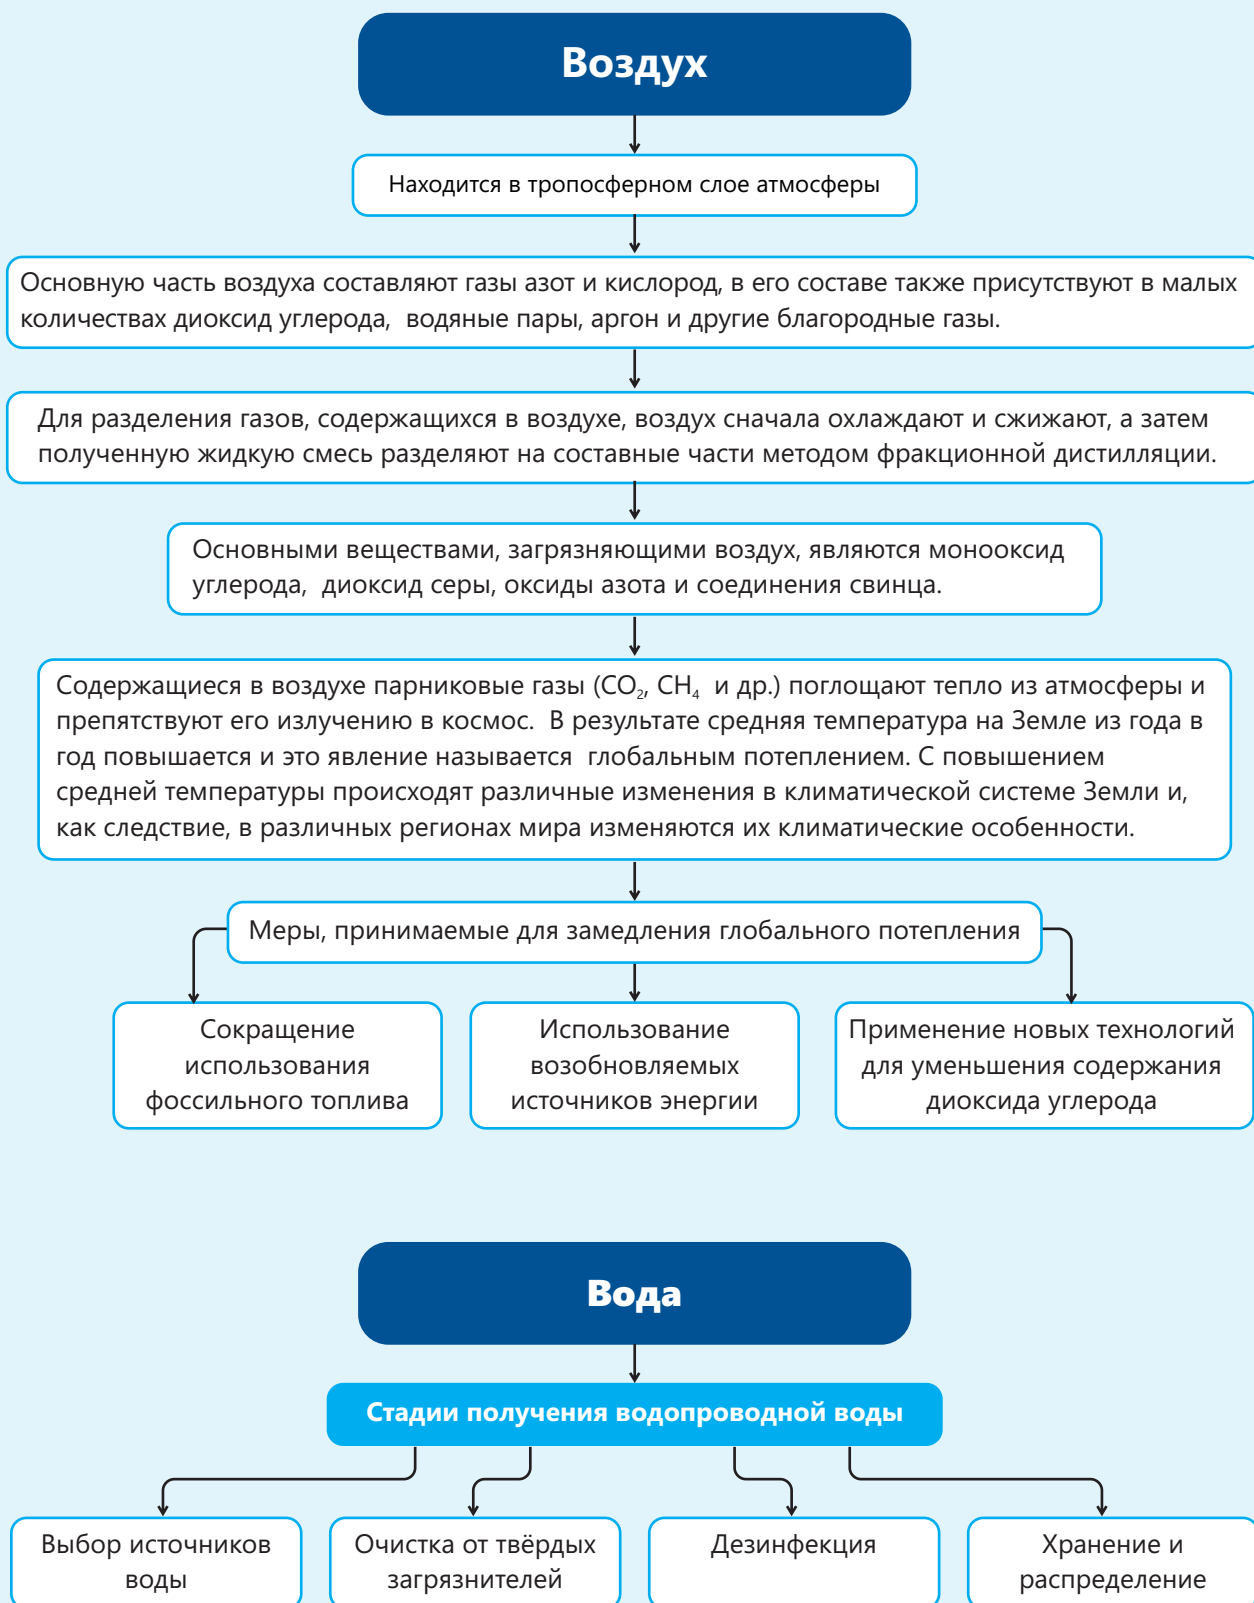 Воздух
Находится в тропосферном слое атмосферы
Основную часть воздуха составляют газы азот и кислород, в его составе также присутствуют в малых
количествах диоксид углерода, водяные пары, аргон и другие благородные газы.
Для разделения газов, содержащихся в воздухе, воздух сначала охлаждают и сжижают, а затем
полученную жидкую смесь разделяют на составные части методом фракционной дистилляции.
Основными веществами, загрязняющими воздух, являются монооксид
углерода, диоксид серы, оксиды азота и соединения свинца.
Содержащиеся в воздухе парниковые газы (CO₂, CH₄ и др.) поглощают тепло из атмосферы и
препятствуют его излучению в космос. В результате средняя температура на Земле из года в
год повышается и это явление называется глобальным потеплением. С повышением
средней температуры происходят различные изменения в климатической системе Земли и,
как следствие, в различных регионах мира изменяются их климатические особенности.
Меры, принимаемые для замедления глобального потепления
Сокращение
использования
фоссильного топлива
Использование
возобновляемых
источников энергии
Применение новых технологий
для уменьшения содержания
диоксида углерода
Вода
Стадии получения водопроводной воды
Выбор источников
воды
Очистка от твёрдых
загрязнителей
Дезинфекция
Хранение и
распределение